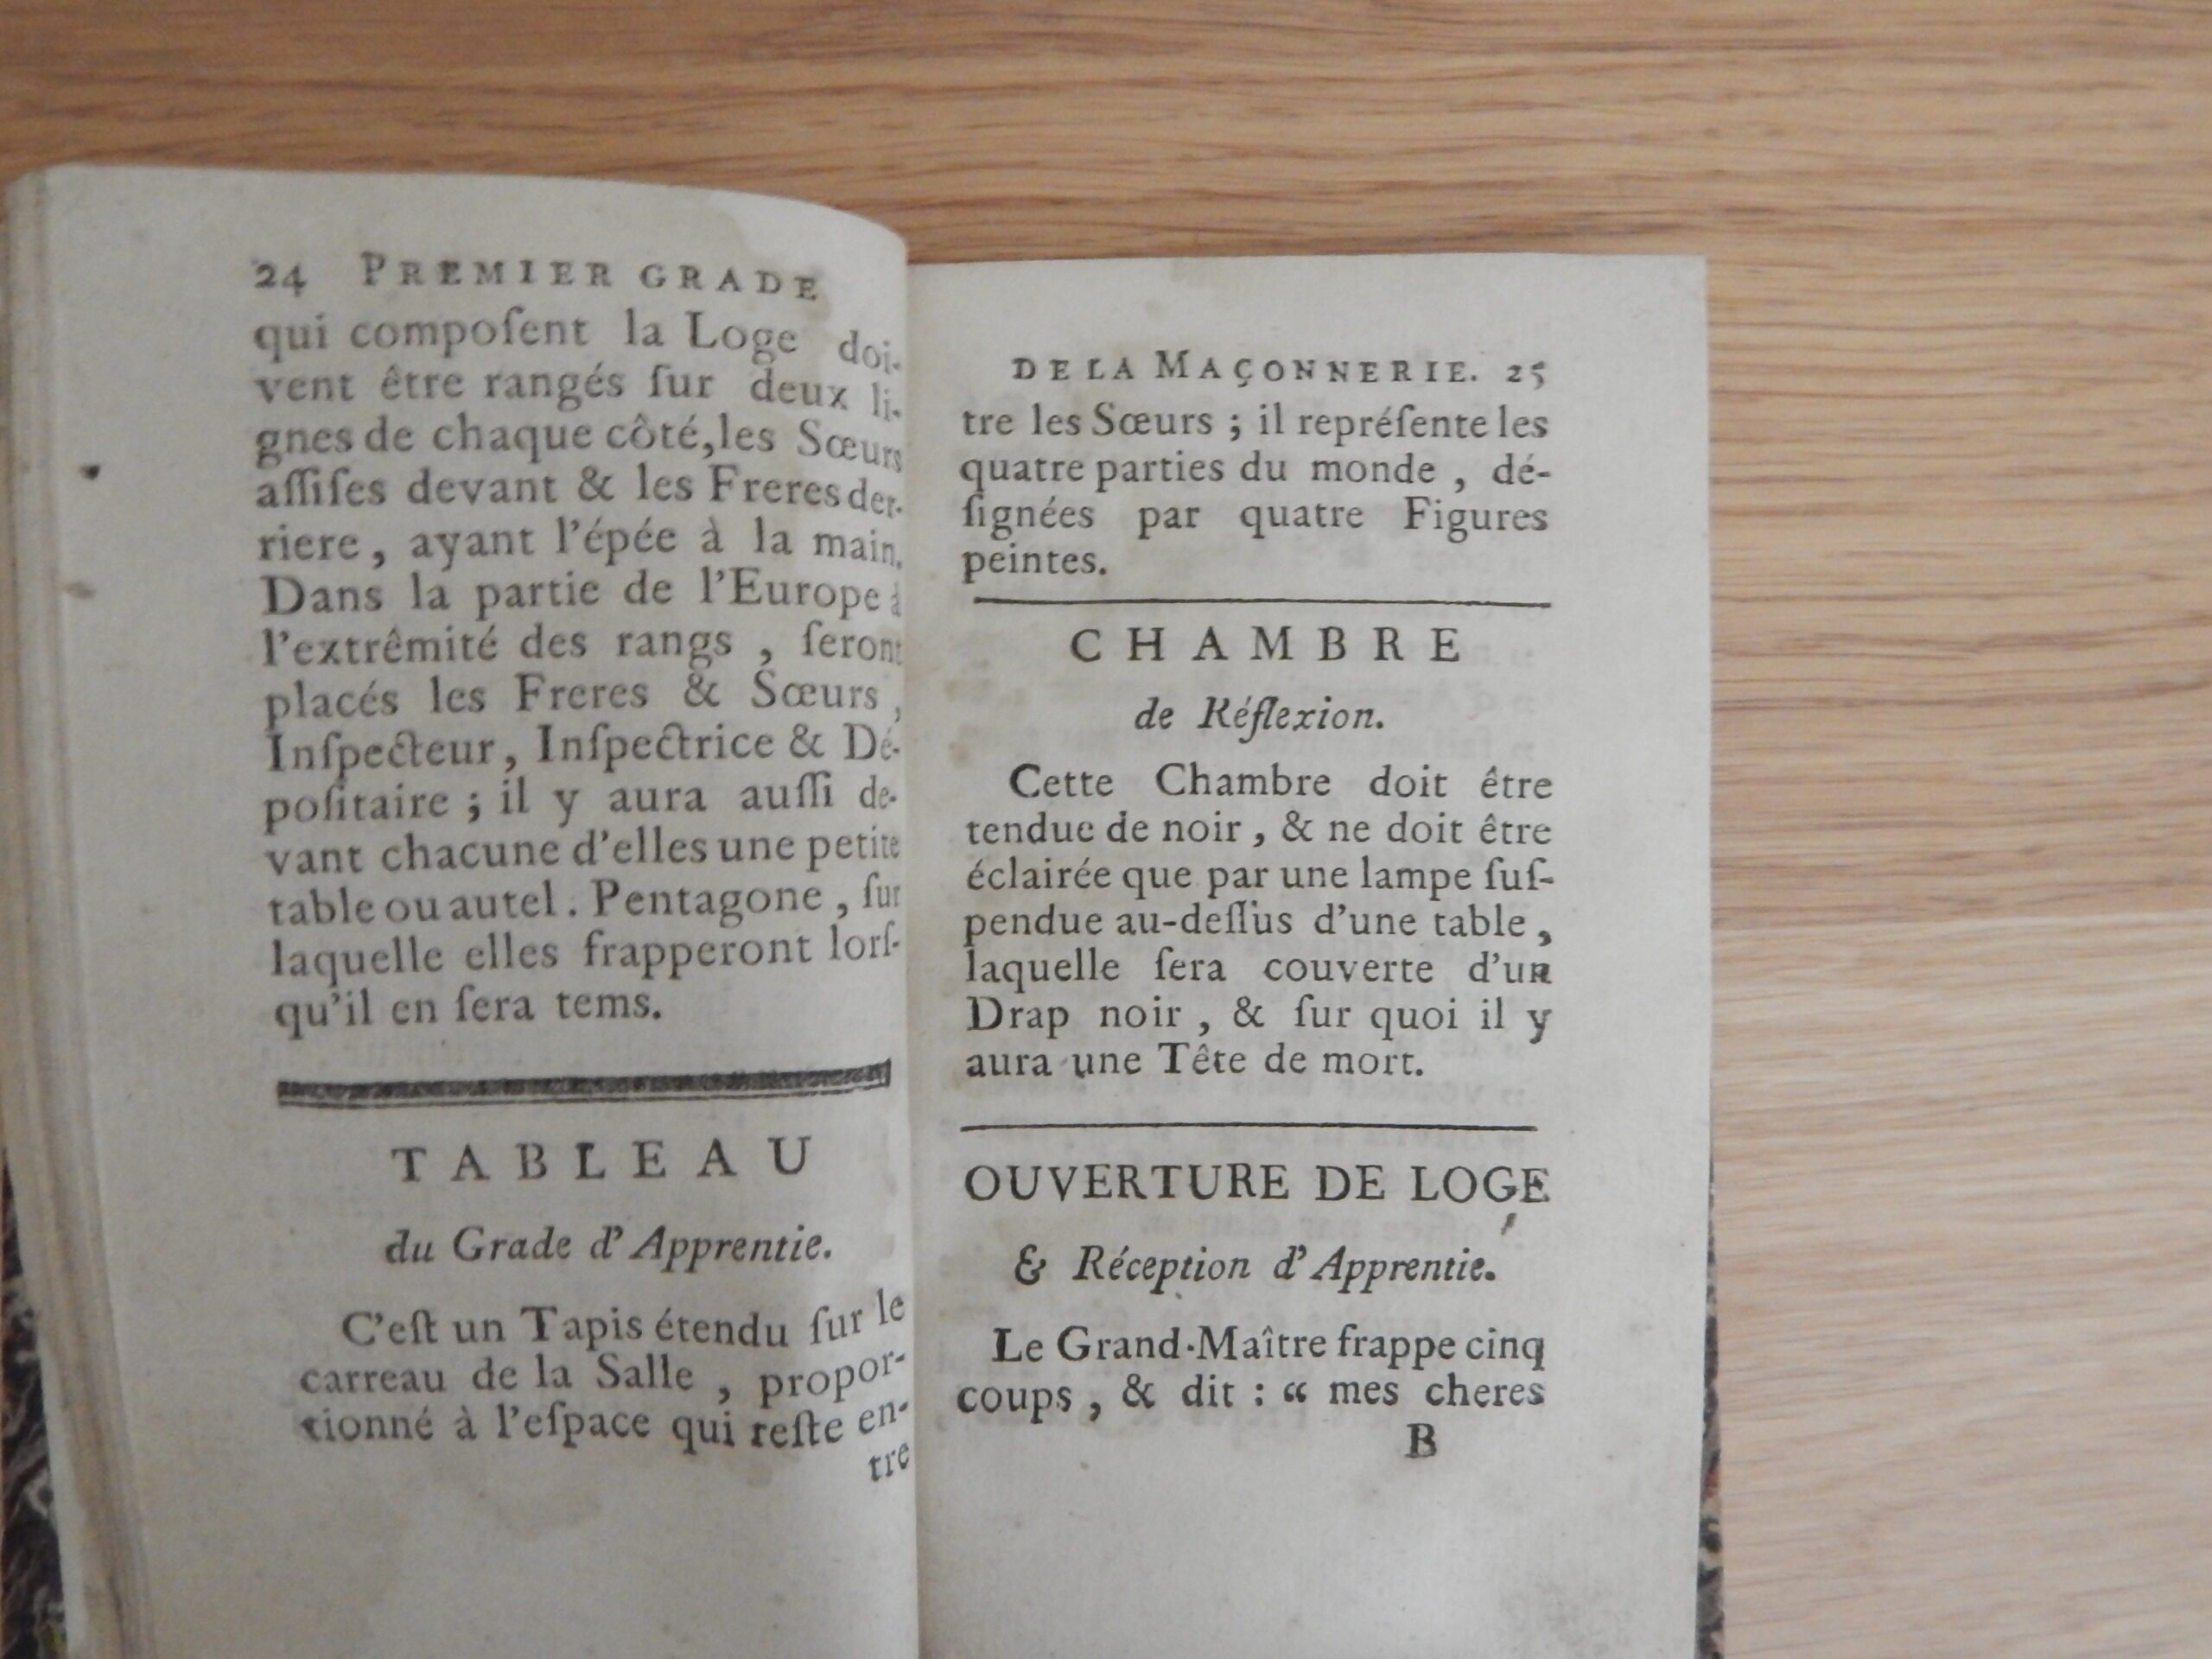 24 PREMIER GRADE
qui compoſent la Loge doi-
vent être rangés ſur deux li-
gnes de chaque côté, les Sœurs
aſſiſes devant & les Freres der-
riere, ayant l'épée à la main.
Dans la partie de l'Europe à
l'extrêmité des rangs, ſeront
placés les Freres & Sœurs,
Inſpecteur, Inſpectrice & Dé-
poſitaire; il y aura auſſi de-
vant chacune d'elles une petite
table ou autel. Pentagone, ſur
laquelle elles frapperont lorſ-
qu'il en ſera tems.
TABLEAU
du Grade d'Apprentie.
C'eſt un Tapis étendu ſur le
carreau de la Salle, propor-
tionné à l'eſpace qui reſte en-
tre
DE LA MAÇONNERIE. 25
tre les Sœurs; il repréſente les
quatre parties du monde, dé-
ſignées par quatre Figures
peintes.
CHAMBRE
de Réflexion.
Cette Chambre doit être
tendue de noir, & ne doit être
éclairée que par une lampe ſuſ-
pendue au-deſſus d'une table,
laquelle ſera couverte d'un
Drap noir, & ſur quoi il y
aura une Tête de mort.
OUVERTURE DE LOGE
& Réception d'Apprentie.
Le Grand-Maître frappe cinq
coups, & dit: “ mes cheres
B